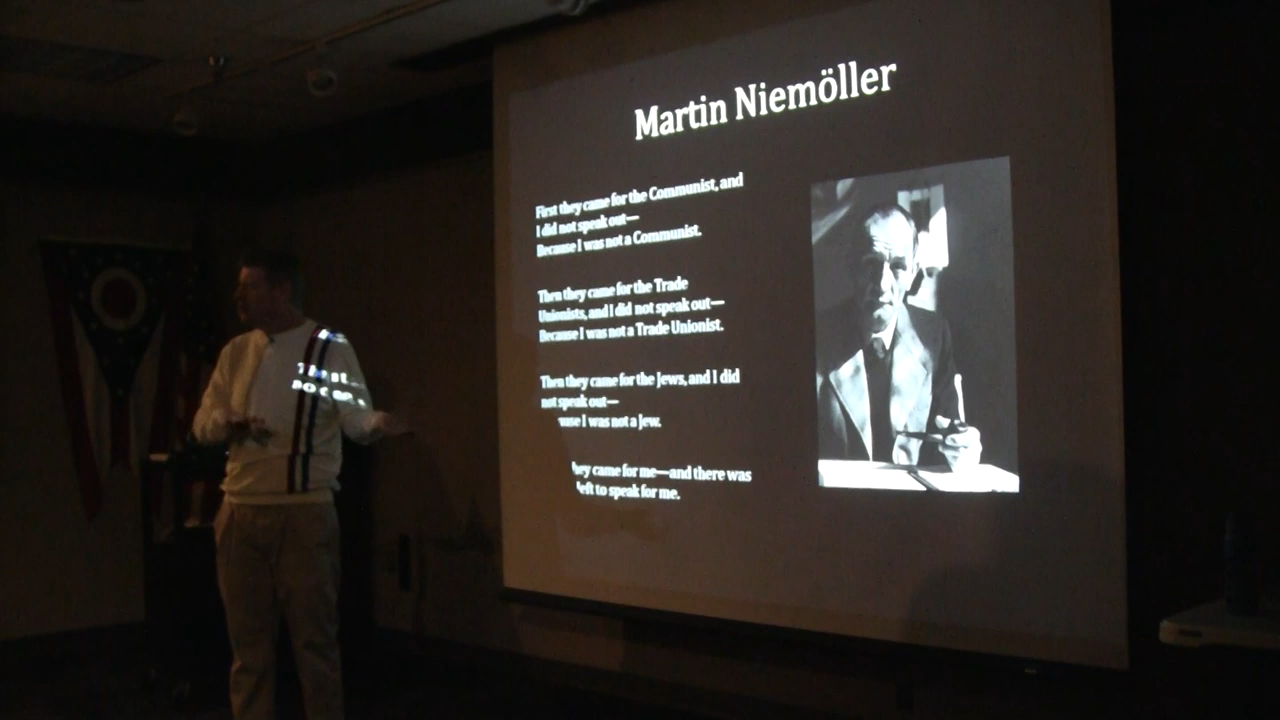 Martin Niemöller
First they came for the Communist, and
I did not speak out—
Because I was not a Communist.
Then they came for the Trade
Unionists, and I did not speak out—
Because I was not a Trade Unionist.
Then they came for the Jews, and I did
not speak out—
ause I was not a Jew.
hey came for me—and there was
left to speak for me.